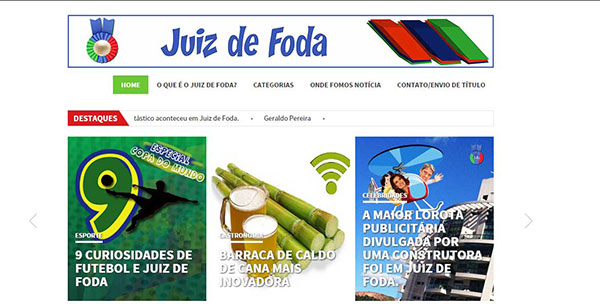 Juiz de Foda
HOME O QUE É O JUIZ DE FODA? CATEGORIAS ONDE FOMOS NOTÍCIA CONTATO/ENVIO DE TÍTULO
DESTAQUES tástico aconteceu em Juiz de Foda. • Geraldo Pereira •
9
ESPECIAL
COPA DO MUNDO
ESPORTE
9 CURIOSIDADES DE
FUTEBOL E JUIZ DE
FODA
GASTRONOMIA
BARRACA DE CALDO
DE CANA MAIS
INOVADORA
CELEBRIDADES
A MAIOR LOROTA
PUBLICITÁRIA
DIVULGADA POR
UMA CONSTRUTORA
FOI EM JUIZ DE
FODA.